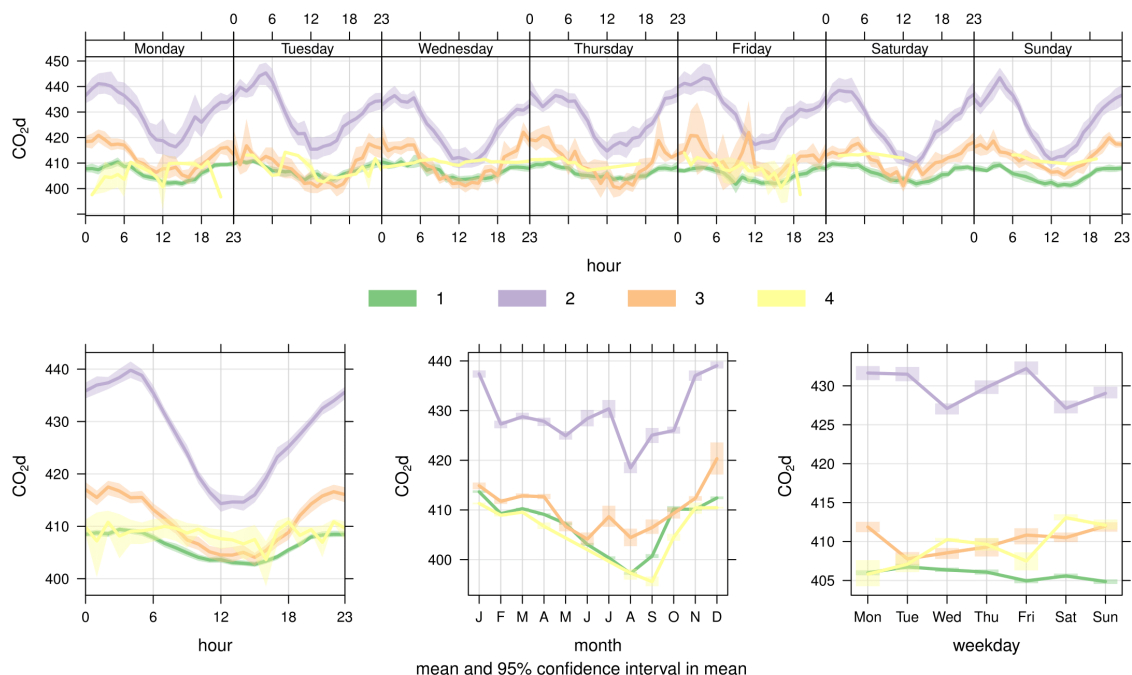 0 6 12 18 23 0 6 12 18 23 0 6 12 18 23
Monday Tuesday Wednesday Thursday Friday Saturday Sunday
450
440
430
420
410
400
CO₂d
0 6 12 18 23 0 6 12 18 23 0 6 12 18 23 0 6 12 18 23
hour
1 2 3 4
440
430
420
410
400
CO₂d
0 6 12 18 23
hour
440
430
420
410
400
CO₂d
J F M A M J J A S O N D
month
430
425
420
415
410
405
CO₂d
Mon Tue Wed Thu Fri Sat Sun
weekday
mean and 95% confidence interval in mean